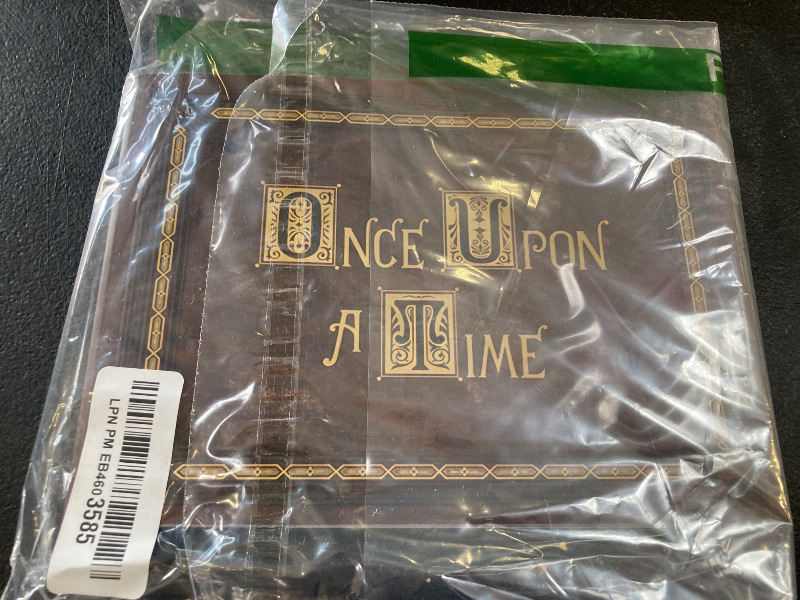 ONCE UPON
A TIME
LPN PM EB4603585